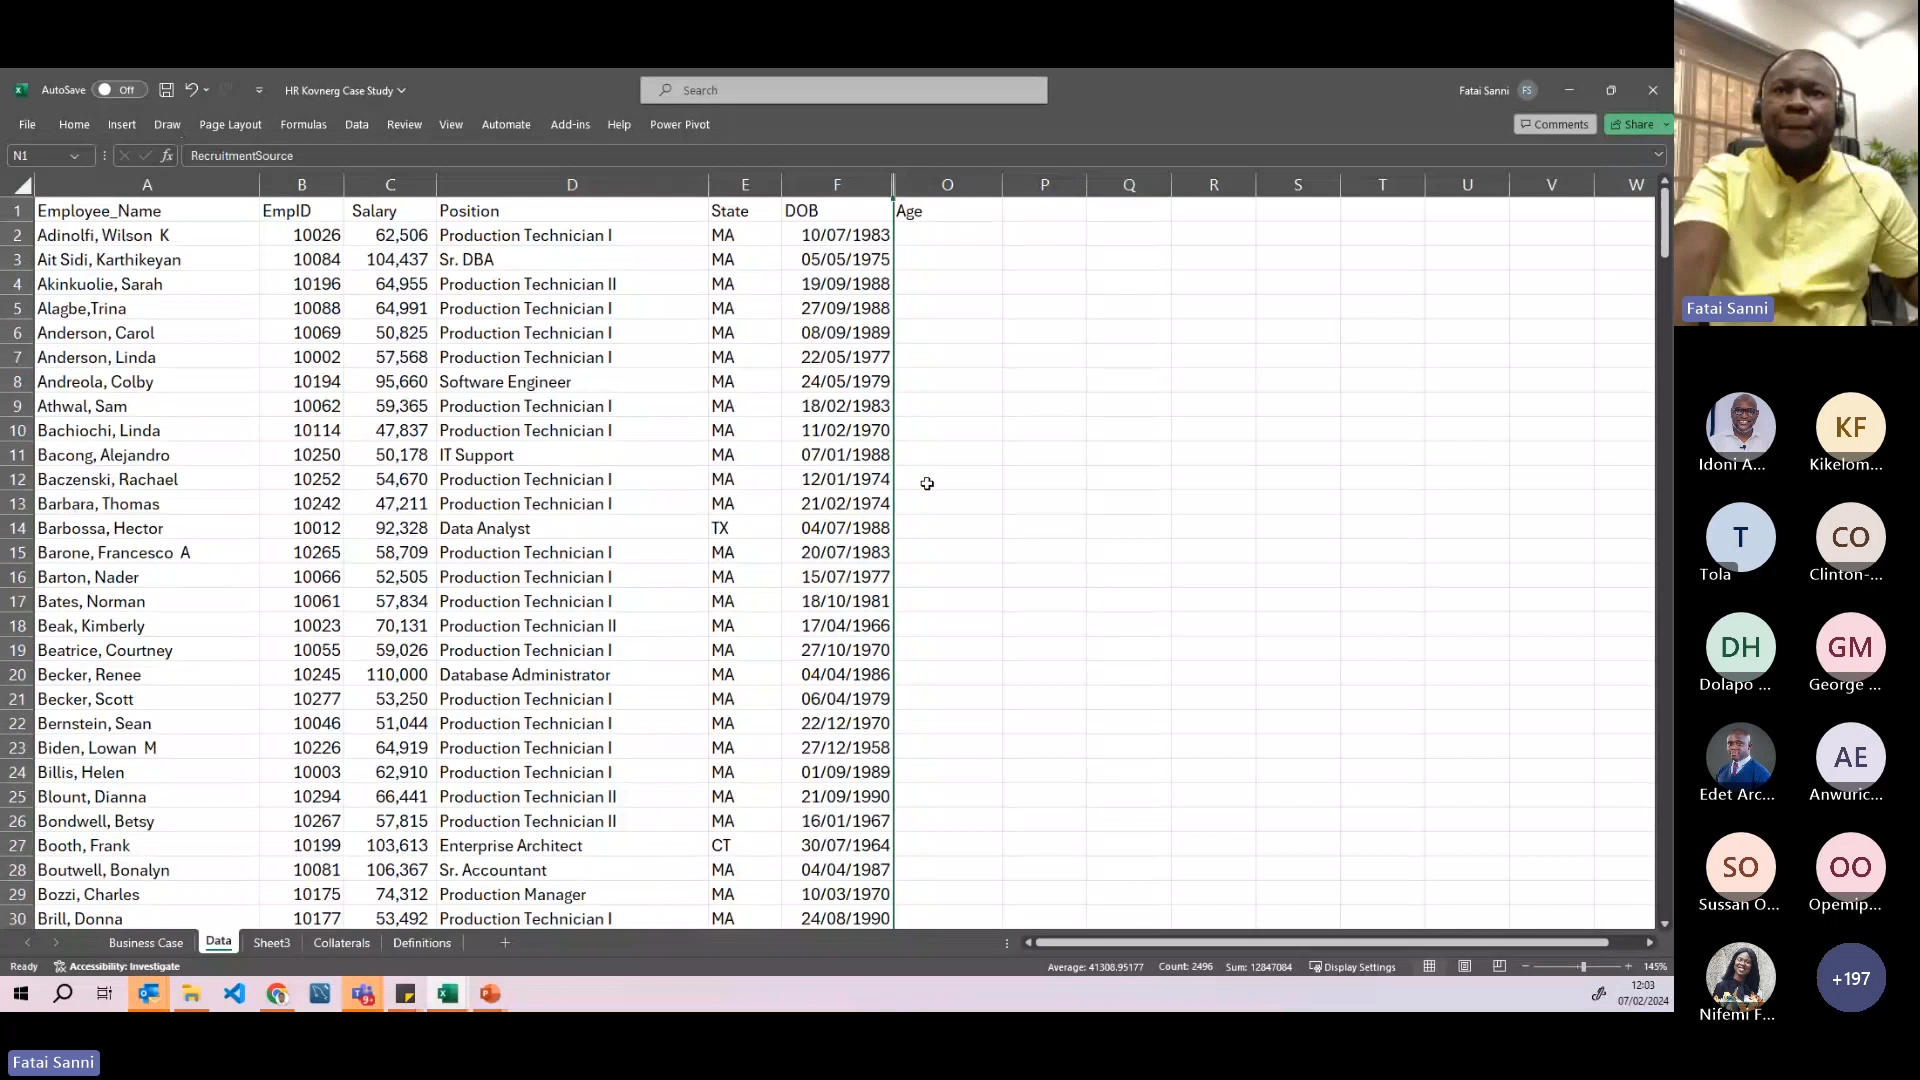 AutoSave Off HR Kovnerg Case Study Search Fatai Sanni FS
File Home Insert Draw Page Layout Formulas Data Review View Automate Add-ins Help Power Pivot Comments Share
N1 fx RecruitmentSource
A B C D E F O P Q R S T U V W
1 Employee_Name EmpID Salary Position State DOB Age
2 Adinolfi, Wilson K 10026 62,506 Production Technician I MA 10/07/1983
3 Ait Sidi, Karthikeyan 10084 104,437 Sr. DBA MA 05/05/1975
4 Akinkuolie, Sarah 10196 64,955 Production Technician II MA 19/09/1988
5 Alagbe,Trina 10088 64,991 Production Technician I MA 27/09/1988
6 Anderson, Carol 10069 50,825 Production Technician I MA 08/09/1989
7 Anderson, Linda 10002 57,568 Production Technician I MA 22/05/1977
8 Andreola, Colby 10194 95,660 Software Engineer MA 24/05/1979
9 Athwal, Sam 10062 59,365 Production Technician I MA 18/02/1983
10 Bachiochi, Linda 10114 47,837 Production Technician I MA 11/02/1970
11 Bacong, Alejandro 10250 50,178 IT Support MA 07/01/1988
12 Baczenski, Rachael 10252 54,670 Production Technician I MA 12/01/1974
13 Barbara, Thomas 10242 47,211 Production Technician I MA 21/02/1974
14 Barbossa, Hector 10012 92,328 Data Analyst TX 04/07/1988
15 Barone, Francesco A 10265 58,709 Production Technician I MA 20/07/1983
16 Barton, Nader 10066 52,505 Production Technician I MA 15/07/1977
17 Bates, Norman 10061 57,834 Production Technician I MA 18/10/1981
18 Beak, Kimberly 10023 70,131 Production Technician II MA 17/04/1966
19 Beatrice, Courtney 10055 59,026 Production Technician I MA 27/10/1970
20 Becker, Renee 10245 110,000 Database Administrator MA 04/04/1986
21 Becker, Scott 10277 53,250 Production Technician I MA 06/04/1979
22 Bernstein, Sean 10046 51,044 Production Technician I MA 22/12/1970
23 Biden, Lowan M 10226 64,919 Production Technician I MA 27/12/1958
24 Billis, Helen 10003 62,910 Production Technician I MA 01/09/1989
25 Blount, Dianna 10294 66,441 Production Technician II MA 21/09/1990
26 Bondwell, Betsy 10267 57,815 Production Technician II MA 16/01/1967
27 Booth, Frank 10199 103,613 Enterprise Architect CT 30/07/1964
28 Boutwell, Bonalyn 10081 106,367 Sr. Accountant MA 04/04/1987
29 Bozzi, Charles 10175 74,312 Production Manager MA 10/03/1970
30 Brill, Donna 10177 53,492 Production Technician I MA 24/08/1990
Business Case Data Sheet3 Collaterals Definitions
Ready Accessibility: Investigate Average: 41308.95177 Count: 2496 Sum: 12847084 Display Settings 145%
12:03
07/02/2024
Fatai Sanni
Fatai Sanni
KF
Idoni A... Kikelom...
T CO
Tola Clinton-...
DH GM
Dolapo ... George ...
AE
Edet Arc... Anwuric...
SO OO
Sussan O... Opemip...
+197
Nifemi F...